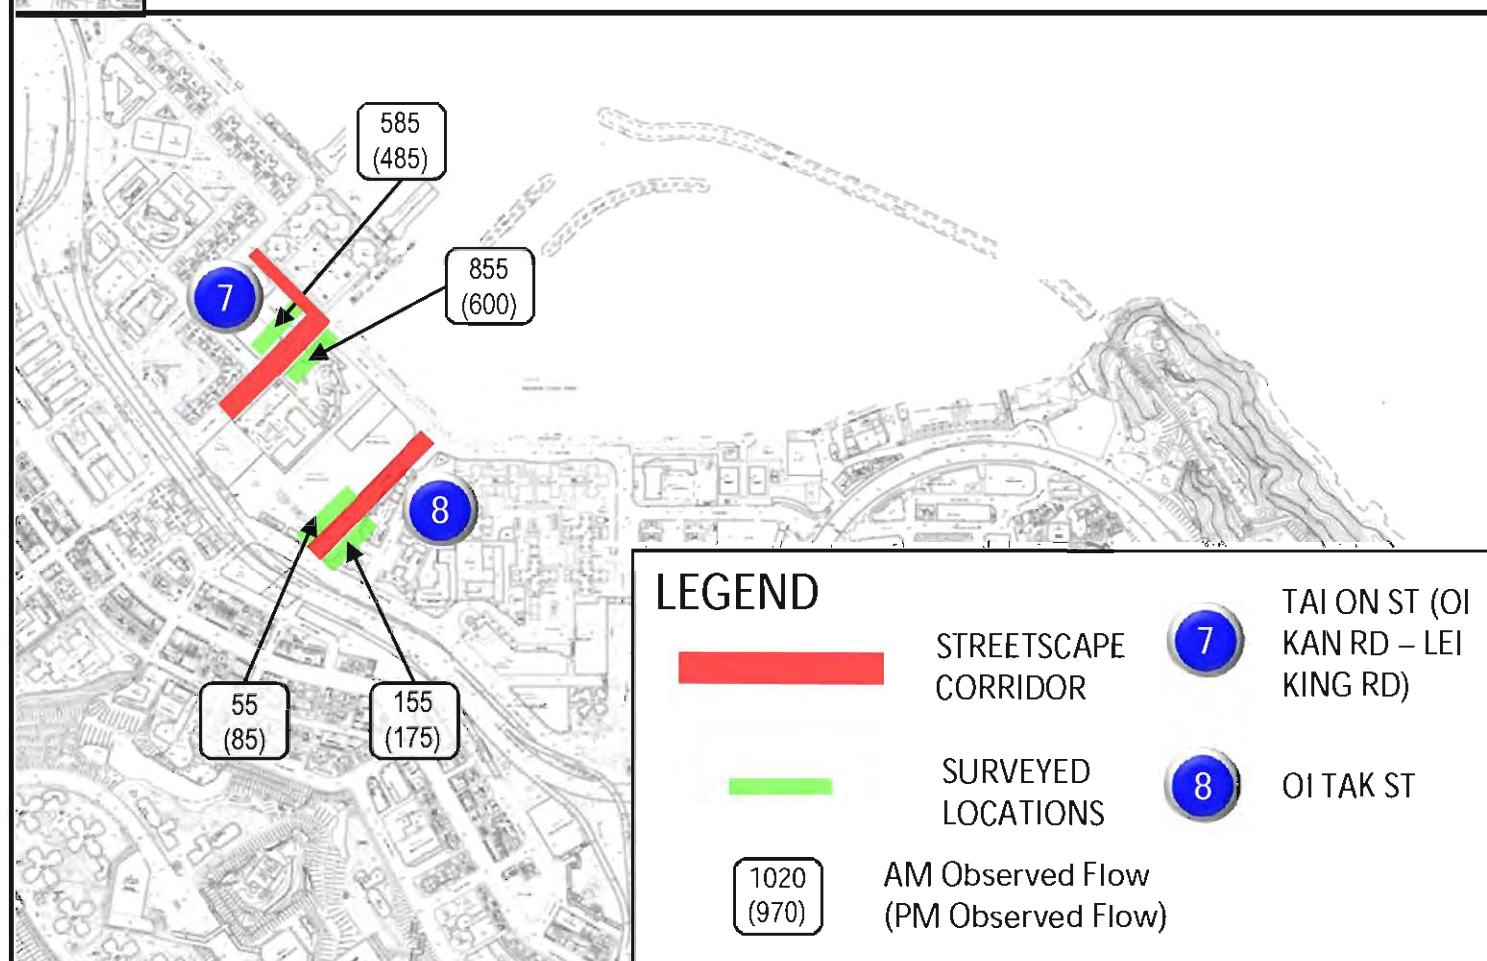 585
(485)
855
(600)
7
8
55
(85)
155
(175)
LEGEND
STREETSCAPE
CORRIDOR
7
TAI ON ST (OI
KAN RD – LEI
KING RD)
SURVEYED
LOCATIONS
8
OI TAK ST
1020
(970)
AM Observed Flow
(PM Observed Flow)